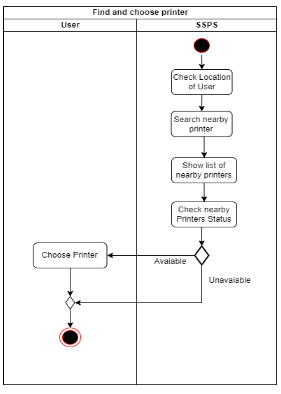 Find and choose printer
User
SSPS
Check Location
of User
Search nearby
printer
Show list of
nearby printers
Check nearby
Printers Status
Choose Printer
Avaiable
Unavaiable